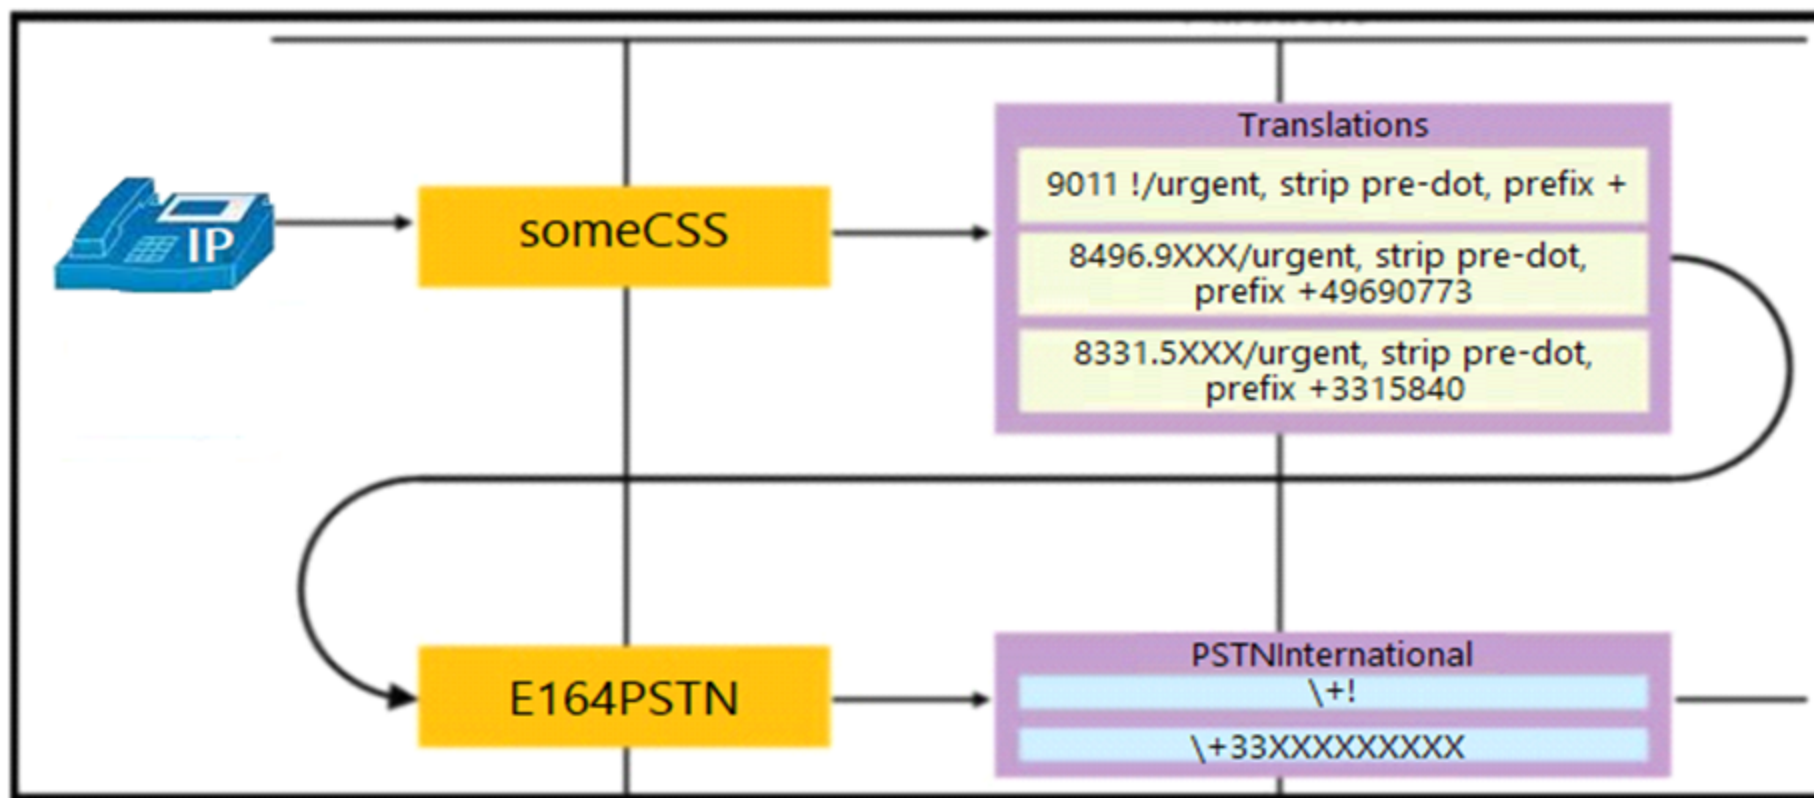 IP
someCSS
Translations
9011 !/urgent, strip pre-dot, prefix +
8496.9XXX/urgent, strip pre-dot,
prefix +49690773
8331.5XXX/urgent, strip pre-dot,
prefix +3315840
E164PSTN
PSTNInternational
\+!
\+33XXXXXXXXX